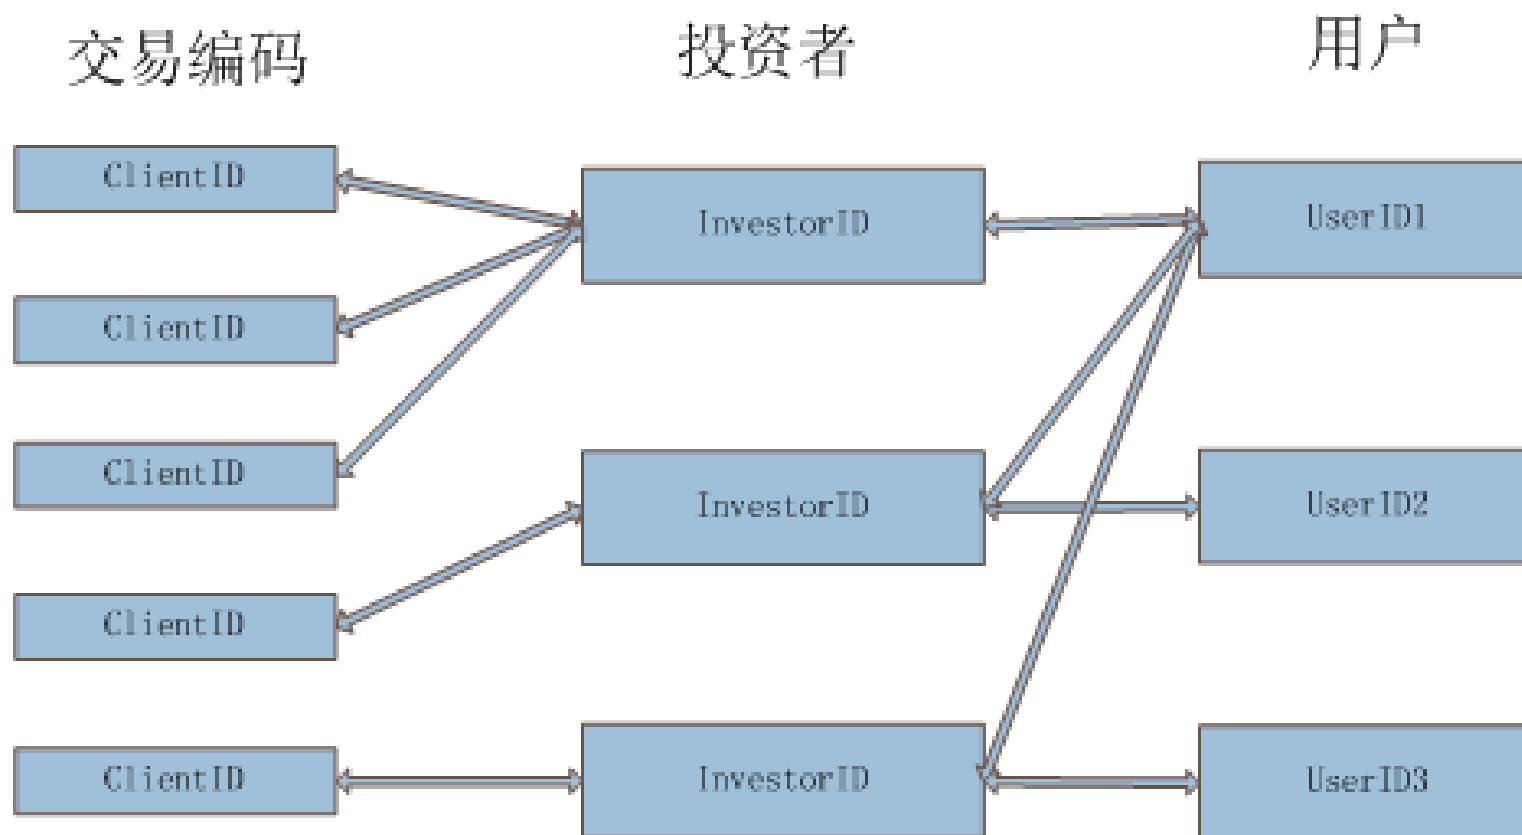 交易编码
投资者
用户
ClientID
InvestorID
UserID1
ClientID
ClientID
InvestorID
UserID2
ClientID
ClientID
InvestorID
UserID3